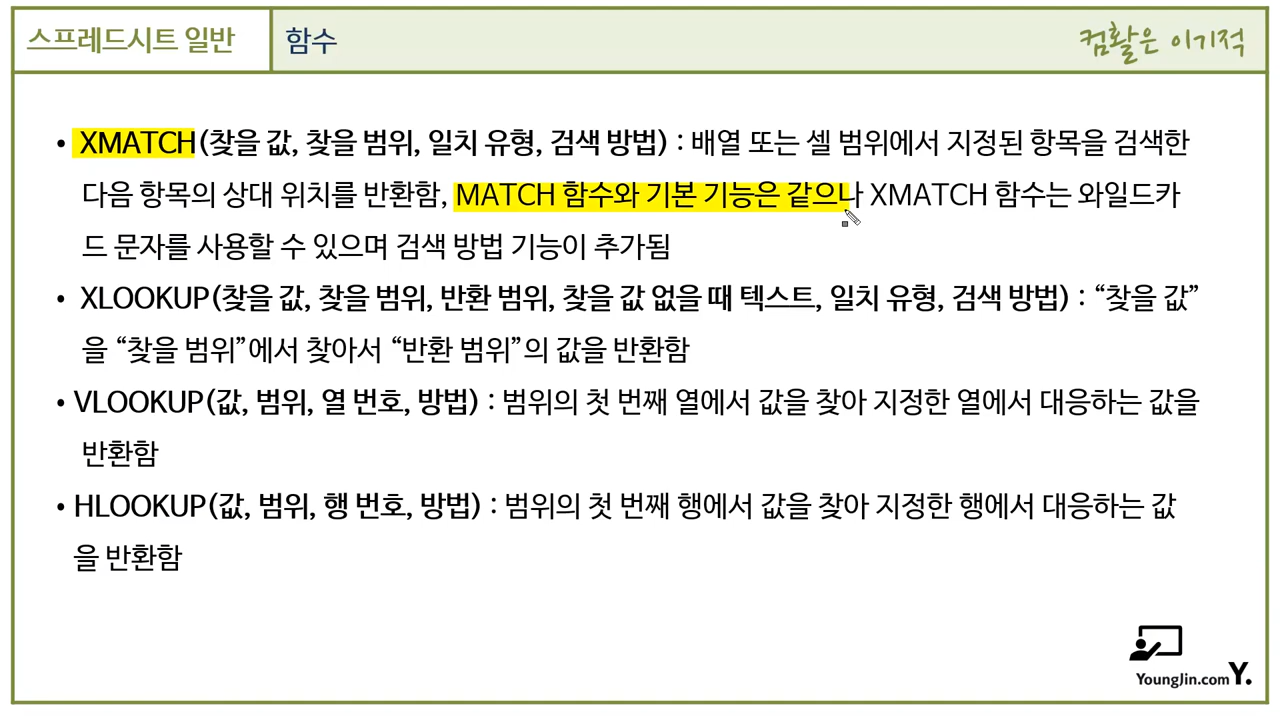 스프레드시트 일반
함수
컴활은 이기적
• XMATCH(찾을 값, 찾을 범위, 일치 유형, 검색 방법) : 배열 또는 셀 범위에서 지정된 항목을 검색한
다음 항목의 상대 위치를 반환함, MATCH 함수와 기본 기능은 같으나 XMATCH 함수는 와일드카
드 문자를 사용할 수 있으며 검색 방법 기능이 추가됨
• XLOOKUP(찾을 값, 찾을 범위, 반환 범위, 찾을 값 없을 때 텍스트, 일치 유형, 검색 방법) : “찾을 값”
을 “찾을 범위”에서 찾아서 “반환 범위”의 값을 반환함
• VLOOKUP(값, 범위, 열 번호, 방법) : 범위의 첫 번째 열에서 값을 찾아 지정한 열에서 대응하는 값을
반환함
• HLOOKUP(값, 범위, 행 번호, 방법) : 범위의 첫 번째 행에서 값을 찾아 지정한 행에서 대응하는 값
을 반환함
YoungJin.com Y.